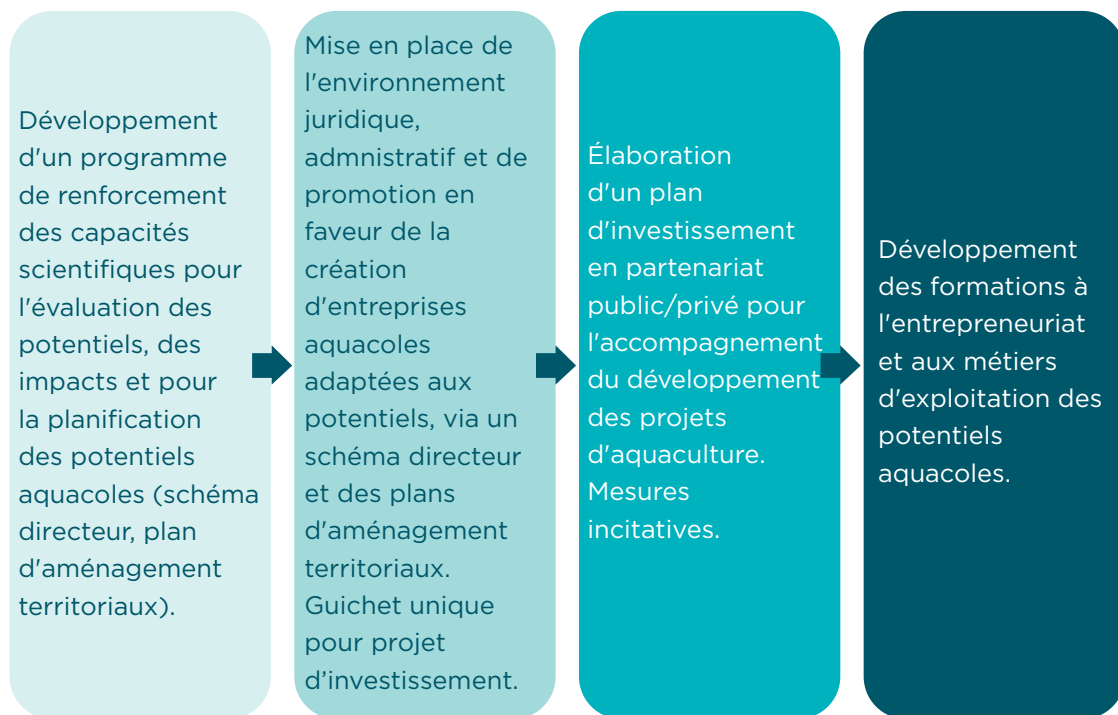 Développement
d'un programme
de renforcement
des capacités
scientifiques pour
l'évaluation des
potentiels, des
impacts et pour
la planification
des potentiels
aquacoles (schéma
directeur, plan
d'aménagement
territoriaux).
Mise en place de
l'environnement
juridique,
admnistratif et de
promotion en
faveur de la
création
d'entreprises
aquacoles
adaptées aux
potentiels, via un
schéma directeur
et des plans
d'aménagement
territoriaux.
Guichet unique
pour projet
d’investissement.
Élaboration
d'un plan
d'investissement
en partenariat
public/privé pour
l'accompagnement
du développement
des projets
d'aquaculture.
Mesures
incitatives.
Développement
des formations à
l'entrepreneuriat
et aux métiers
d'exploitation des
potentiels
aquacoles.